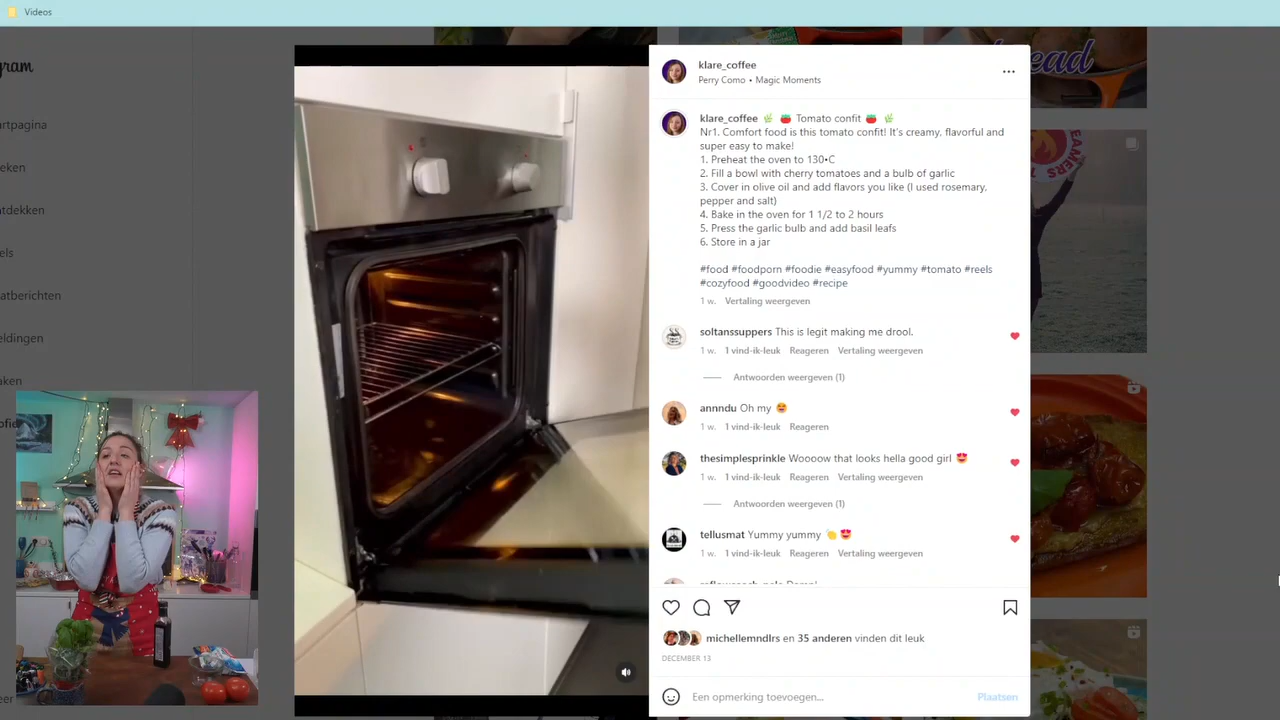 Videos
gram
artpagina
eken
ntdekken
els
atberichten
eldingen
aken
ofie
eer
ead
EAMERS
klare_coffee
Perry Como • Magic Moments
klare_coffee 🌿 🍅 Tomato confit 🍅 🌿
Nr1. Comfort food is this tomato confit! It's creamy, flavorful and
super easy to make!
1. Preheat the oven to 130•C
2. Fill a bowl with cherry tomatoes and a bulb of garlic
3. Cover in olive oil and add flavors you like (I used rosemary,
pepper and salt)
4. Bake in the oven for 1 1/2 to 2 hours
5. Press the garlic bulb and add basil leafs
6. Store in a jar
#food #foodporn #foodie #easyfood #yummy #tomato #reels
#cozyfood #goodvideo #recipe
1 w. Vertaling weergeven
soltanssuppers This is legit making me drool.
1 w. 1 vind-ik-leuk Reageren Vertaling weergeven
Antwoorden weergeven (1)
annndu Oh my 😍
1 w. 1 vind-ik-leuk Reageren
thesimplesprinkle Woooow that looks hella good girl 😍
1 w. 1 vind-ik-leuk Reageren Vertaling weergeven
Antwoorden weergeven (1)
tellusmat Yummy yummy 👏😍
1 w. 1 vind-ik-leuk Reageren Vertaling weergeven
michellemndlrs en 35 anderen vinden dit leuk
DECEMBER 13
Een opmerking toevoegen...
Plaatsen